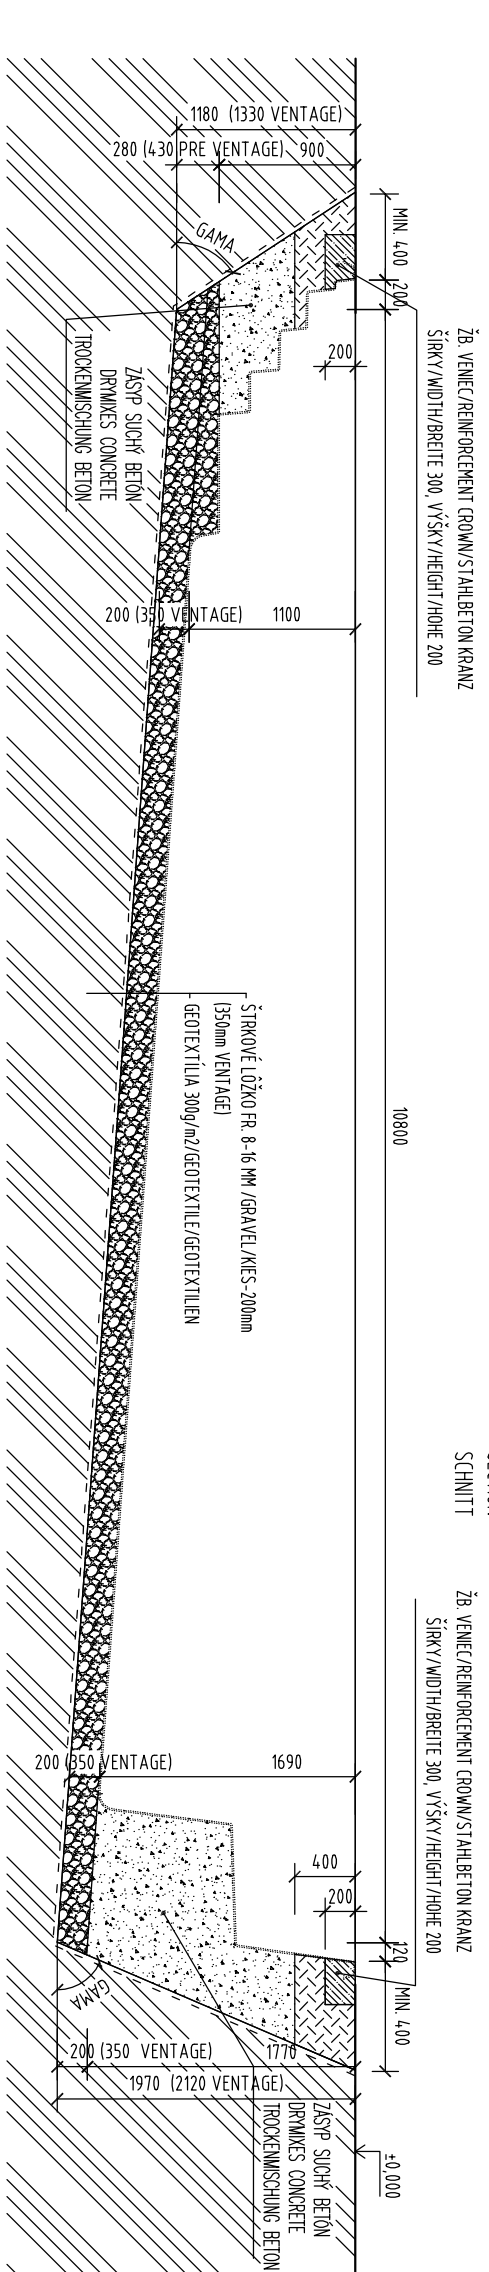 1180 (1330 VENTAGE)
280 (430 PRE VENTAGE) 900
GAMA
MIN. 400
200
200
ŽB. VENIEC/REINFORCEMENT CROWN/STAHLBETON KRANZ
ŠÍRKY/WIDTH/BREITE 300, VÝŠKY/HEIGHT/HOHE 200
ZÁSYP SUCHÝ BETÓN
DRYMIXES CONCRETE
TROCKENMISCHUNG BETON
200 (350 VENTAGE) 1100
ŠTRKOVÉ LÔŽKO FR. 8-16 MM /GRAVEL/KIES-200mm
(350mm VENTAGE)
GEOTEXTÍLIA 300g/m2/GEOTEXTILE/GEOTEXTILIEN
10800
SCHNITT
ŽB. VENIEC/REINFORCEMENT CROWN/STAHLBETON KRANZ
ŠÍRKY/WIDTH/BREITE 300, VÝŠKY/HEIGHT/HOHE 200
200 (350 VENTAGE) 1690
400
200
120
MIN. 400
GAMA
200 (350 VENTAGE) 1770
1970 (2120 VENTAGE)
ZÁSYP SUCHÝ BETÓN
DRYMIXES CONCRETE
TROCKENMISCHUNG BETON
±0,000